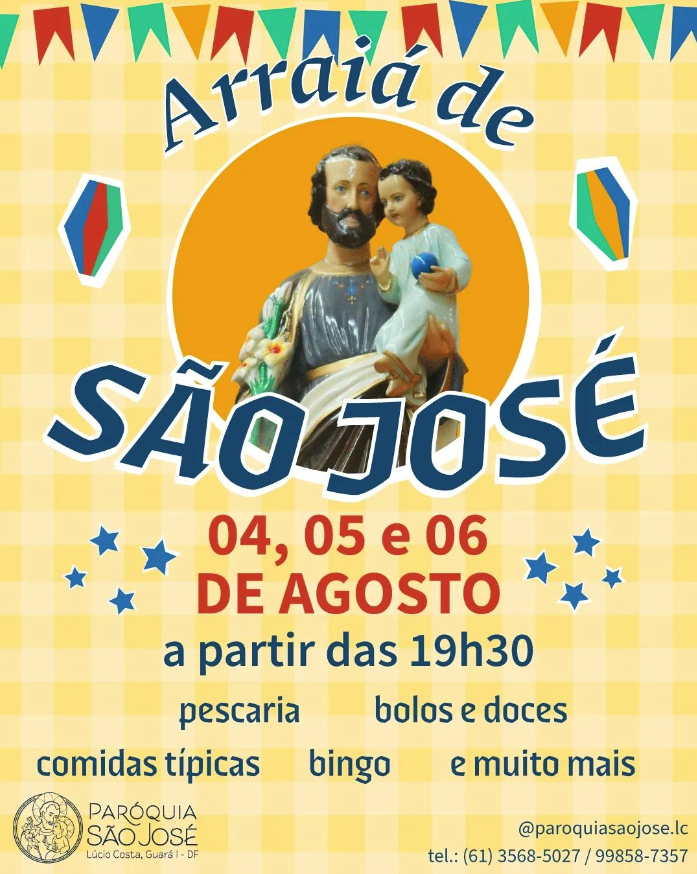 Arraiá de
SÃO JOSÉ
04, 05 e 06
DE AGOSTO
a partir das 19h30
pescaria bolos e doces
comidas típicas bingo e muito mais
PARÓQUIA
SÃO JOSÉ
Lúcio Costa, Guará I - DF
@paroquiasaojose.lc
tel.: (61) 3568-5027 / 99858-7357